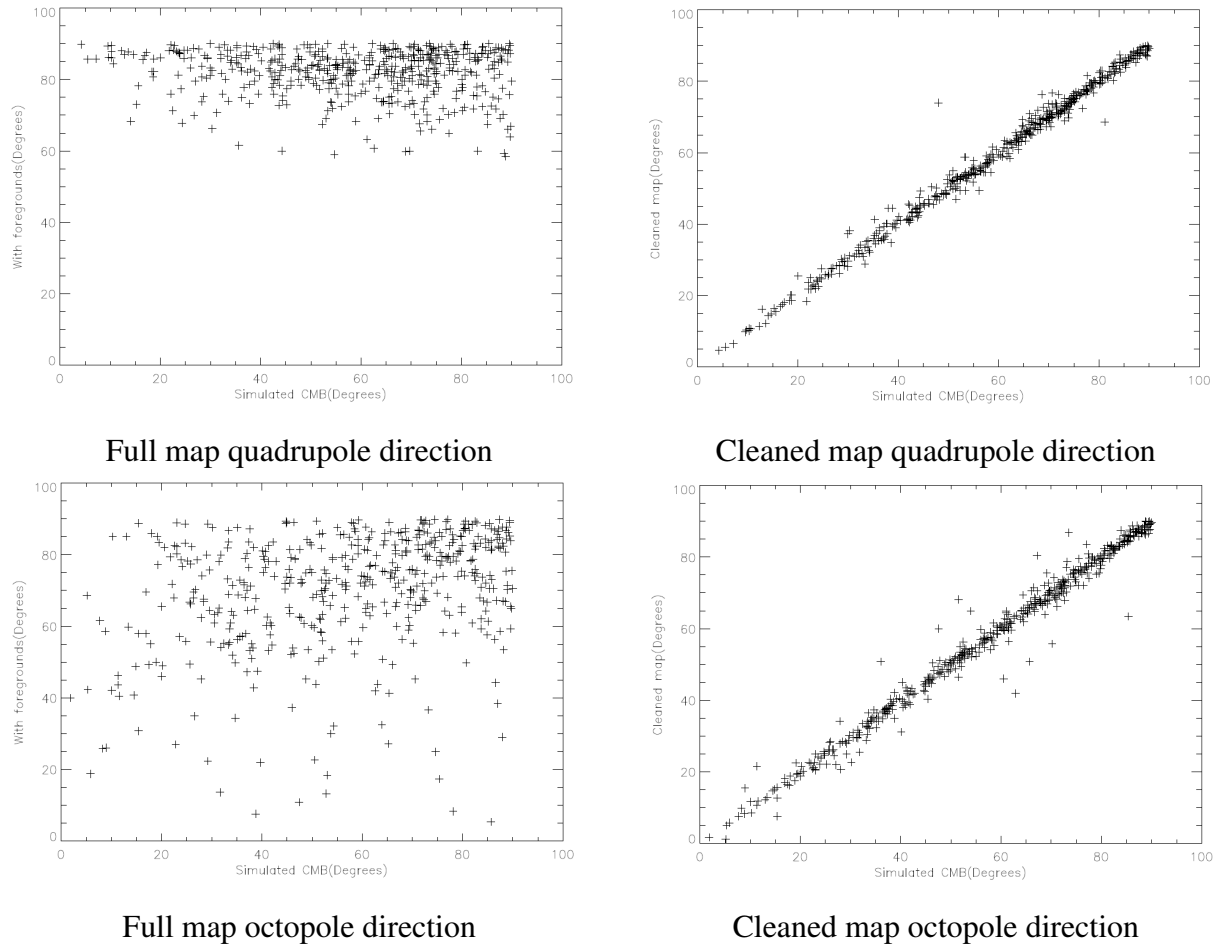 100
80
60
40
20
0
With foregrounds(Degrees)
0 20 40 60 80 100
Simulated CMB(Degrees)
Full map quadrupole direction
100
80
60
40
20
0
Cleaned map(Degrees)
0 20 40 60 80 100
Simulated CMB(Degrees)
Cleaned map quadrupole direction
100
80
60
40
20
0
With foregrounds(Degrees)
0 20 40 60 80 100
Simulated CMB(Degrees)
Full map octopole direction
100
80
60
40
20
0
Cleaned map(Degrees)
0 20 40 60 80 100
Simulated CMB(Degrees)
Cleaned map octopole direction